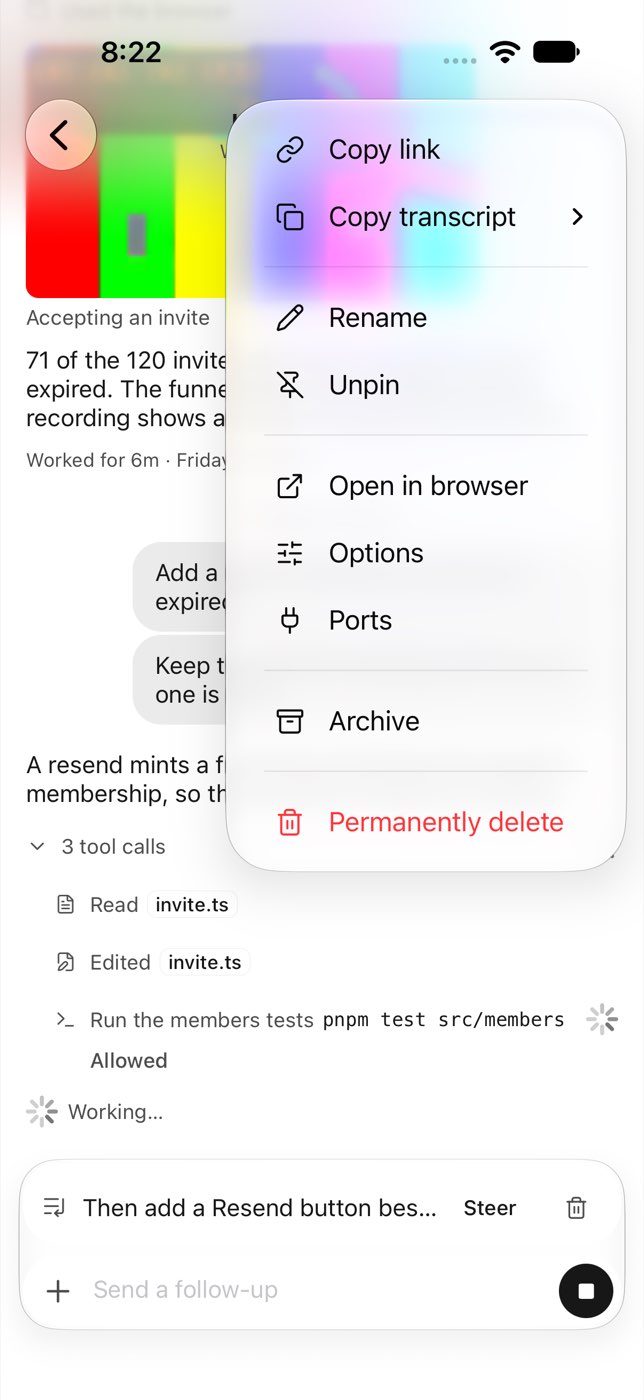 8:22
Copy link
Copy transcript
Rename
Unpin
Open in browser
Options
Ports
Archive
Permanently delete
Accepting an invite
71 of the 120 invite
expired. The funne
recording shows a
Worked for 6m · Friday
Add a
expired
Keep t
one is
A resend mints a f
membership, so th
3 tool calls
Read invite.ts
Edited invite.ts
Run the members tests pnpm test src/members
Allowed
Working...
Then add a Resend button bes... Steer
Send a follow-up